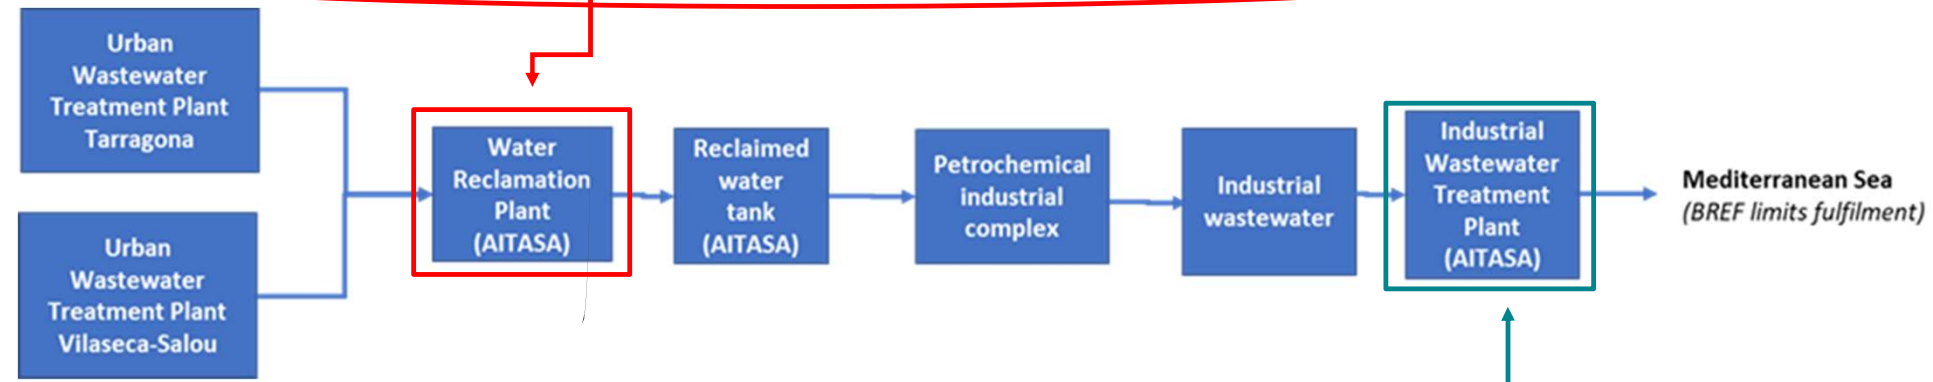 Urban
Wastewater
Treatment Plant
Tarragona
Urban
Wastewater
Treatment Plant
Vilaseca-Salou
Water
Reclamation
Plant
(AITASA)
Reclaimed
water
tank
(AITASA)
Petrochemical
industrial
complex
Industrial
wastewater
Industrial
Wastewater
Treatment
Plant
(AITASA)
Mediterranean Sea
(BREF limits fulfilment)